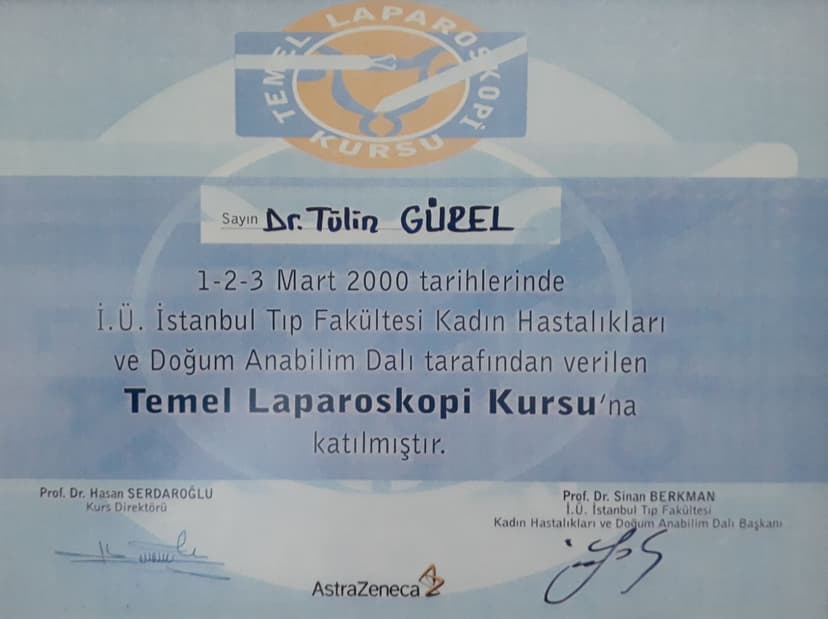 TEMEL LAPAROSKOPİ
KURSU
Sayın Dr. Tülin GÜREL
1-2-3 Mart 2000 tarihlerinde
İ.Ü. İstanbul Tıp Fakültesi Kadın Hastalıkları
ve Doğum Anabilim Dalı tarafından verilen
Temel Laparoskopi Kursu'na
katılmıştır.
Prof. Dr. Hasan SERDAROĞLU
Kurs Direktörü
Prof. Dr. Sinan BERKMAN
İ.Ü. İstanbul Tıp Fakültesi
Kadın Hastalıkları ve Doğum Anabilim Dalı Başkanı
AstraZeneca